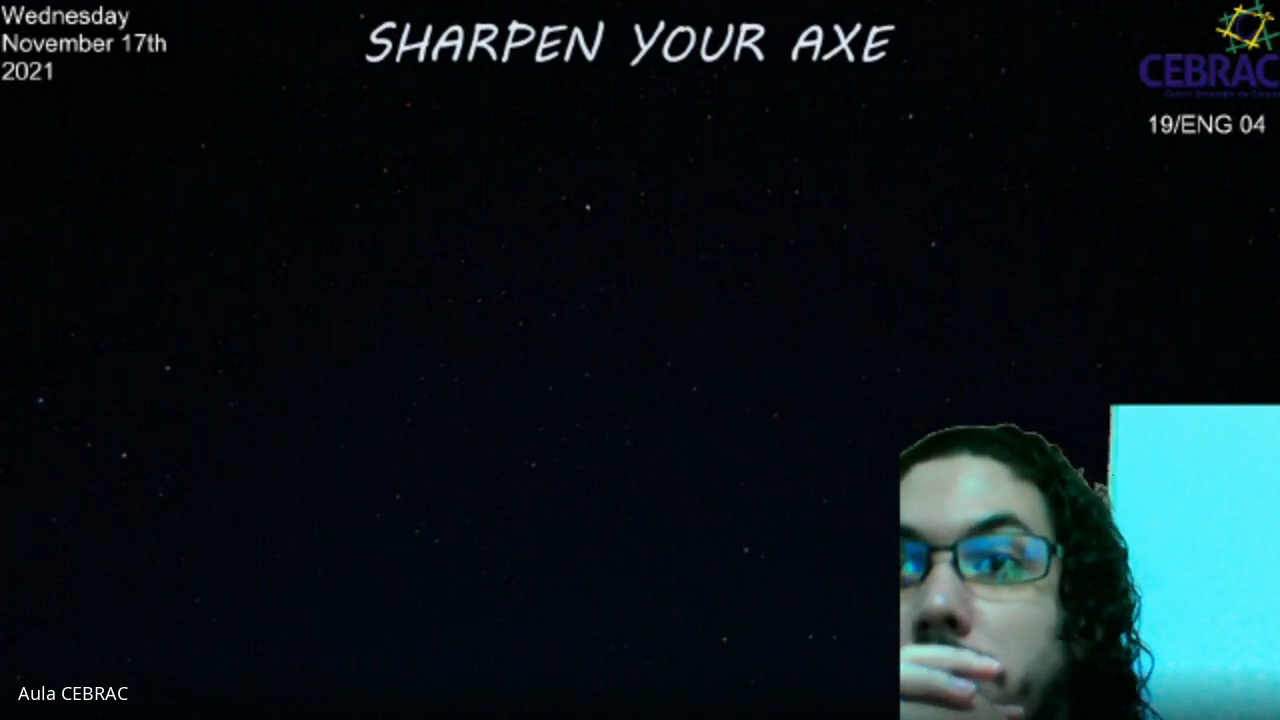 Wednesday
November 17th
2021
SHARPEN YOUR AXE
CEBRAC
19/ENG 04
Aula CEBRAC